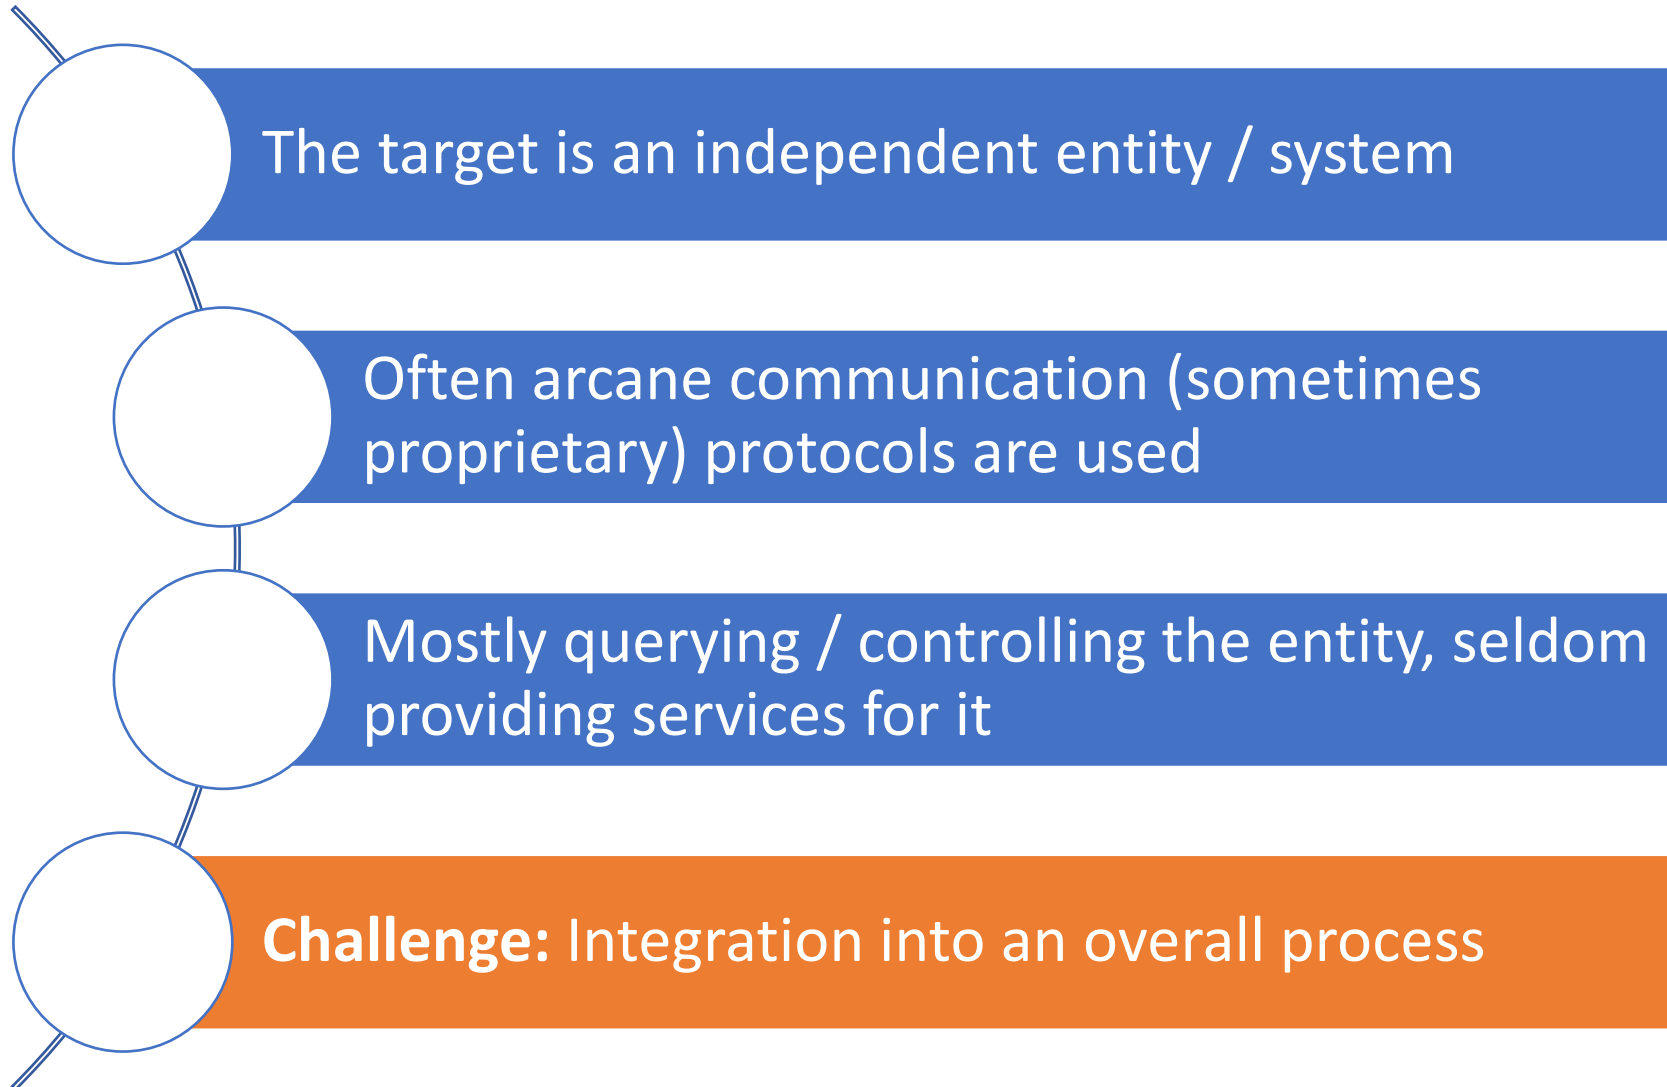 The target is an independent entity / system
Often arcane communication (sometimes
proprietary) protocols are used
Mostly querying / controlling the entity, seldom
providing services for it
Challenge: Integration into an overall process